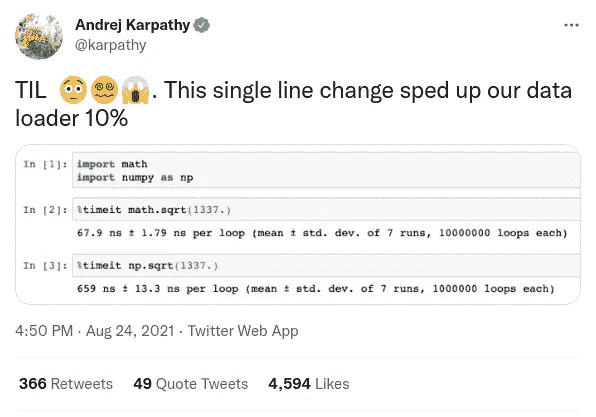 Andrej Karpathy
@karpathy
TIL 😳😵‍💫😱. This single line change sped up our data
loader 10%
In [1]: import math
import numpy as np
In [2]: %timeit math.sqrt(1337.)
67.9 ns ± 1.79 ns per loop (mean ± std. dev. of 7 runs, 10000000 loops each)
In [3]: %timeit np.sqrt(1337.)
659 ns ± 13.3 ns per loop (mean ± std. dev. of 7 runs, 1000000 loops each)
4:50 PM · Aug 24, 2021 · Twitter Web App
366 Retweets 49 Quote Tweets 4,594 Likes